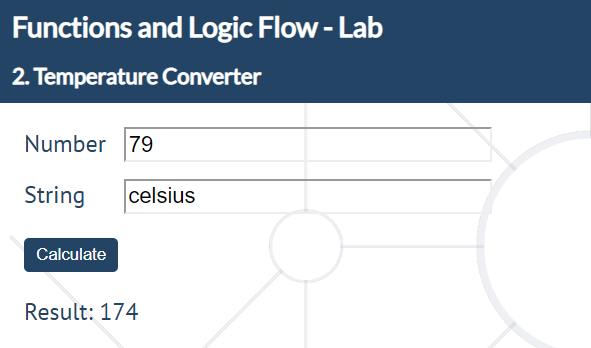 Functions and Logic Flow - Lab
2. Temperature Converter
Number 79
String celsius
Calculate
Result: 174